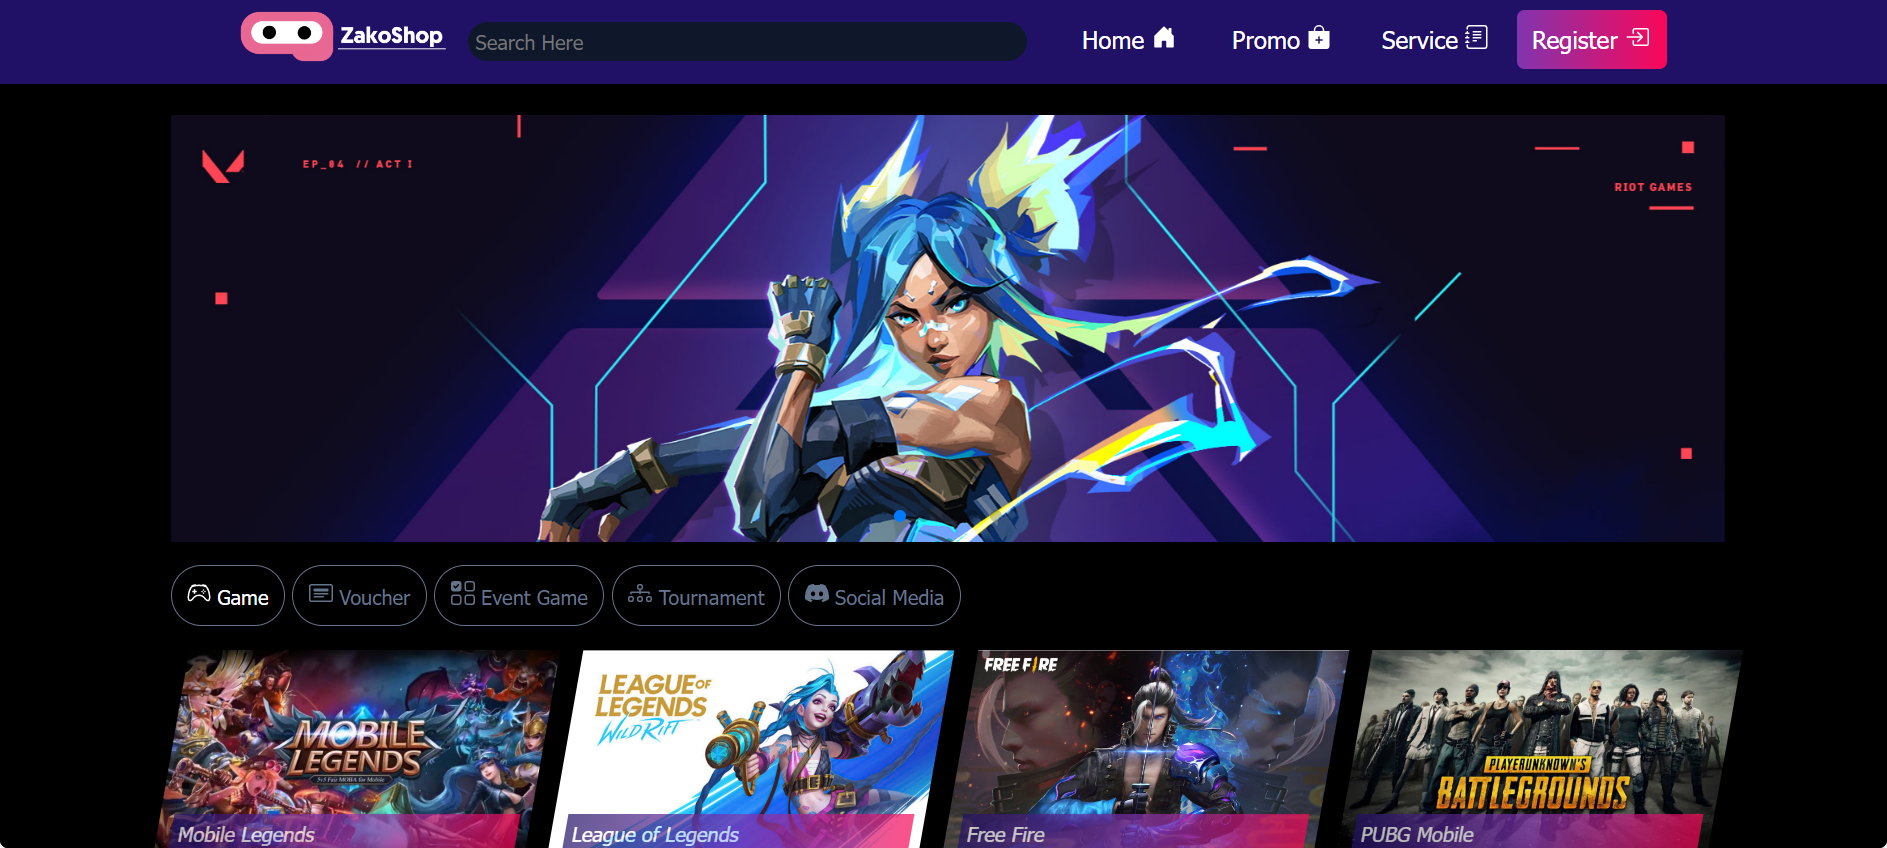 ZakoShop
Search Here
Home
Promo
Service
Register
EP_04 // ACT I
RIOT GAMES
Game
Voucher
Event Game
Tournament
Social Media
MOBILE
LEGENDS
5v5 Fair MOBA for Mobile
Mobile Legends
LEAGUE OF
LEGENDS
WILD RIFT
League of Legends
FREE FIRE
Free Fire
PLAYERUNKNOWN'S
BATTLEGROUNDS
PUBG Mobile